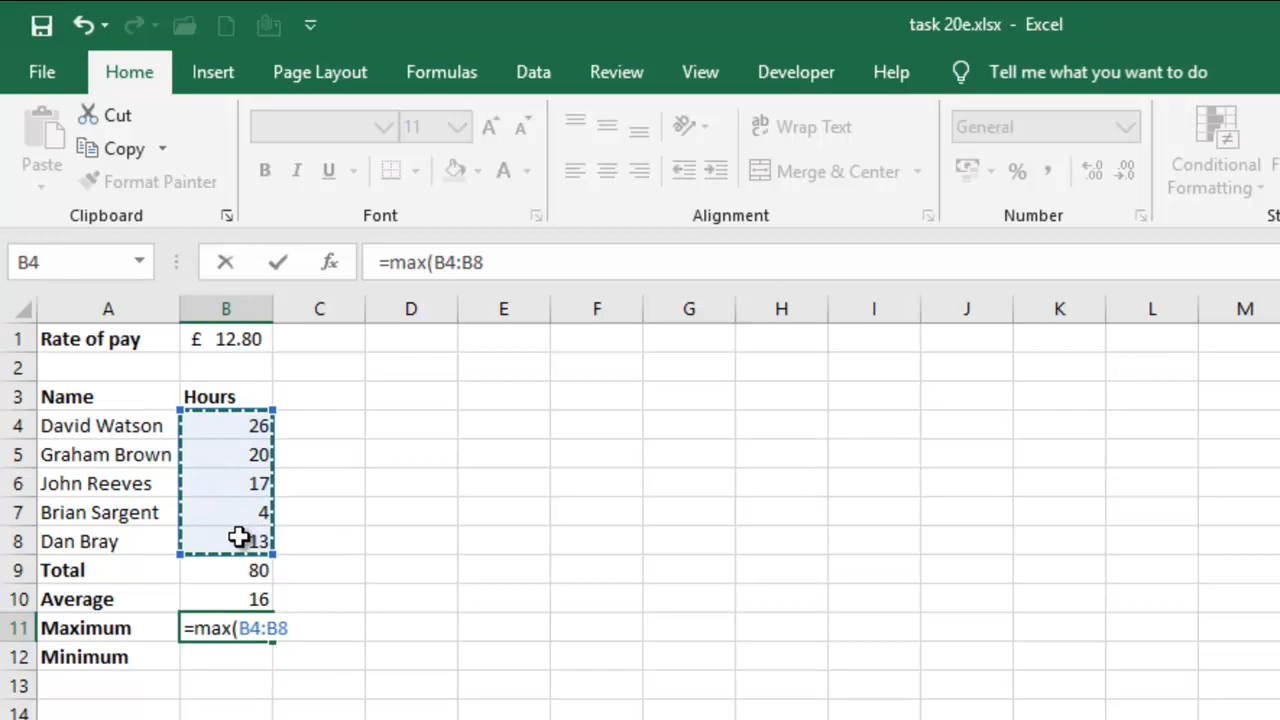 task 20e.xlsx - Excel
File Home Insert Page Layout Formulas Data Review View Developer Help Tell me what you want to do
Paste
Cut
Copy
Format Painter
Clipboard
11
B I U
Font
Wrap Text
Merge & Center
Alignment
General
Number
Conditional
Formatting
B4 fx =max(B4:B8
A B C D E F G H I J K L M
1 Rate of pay £ 12.80
2
3 Name Hours
4 David Watson 26
5 Graham Brown 20
6 John Reeves 17
7 Brian Sargent 4
8 Dan Bray 13
9 Total 80
10 Average 16
11 Maximum =max(B4:B8
12 Minimum
13
14